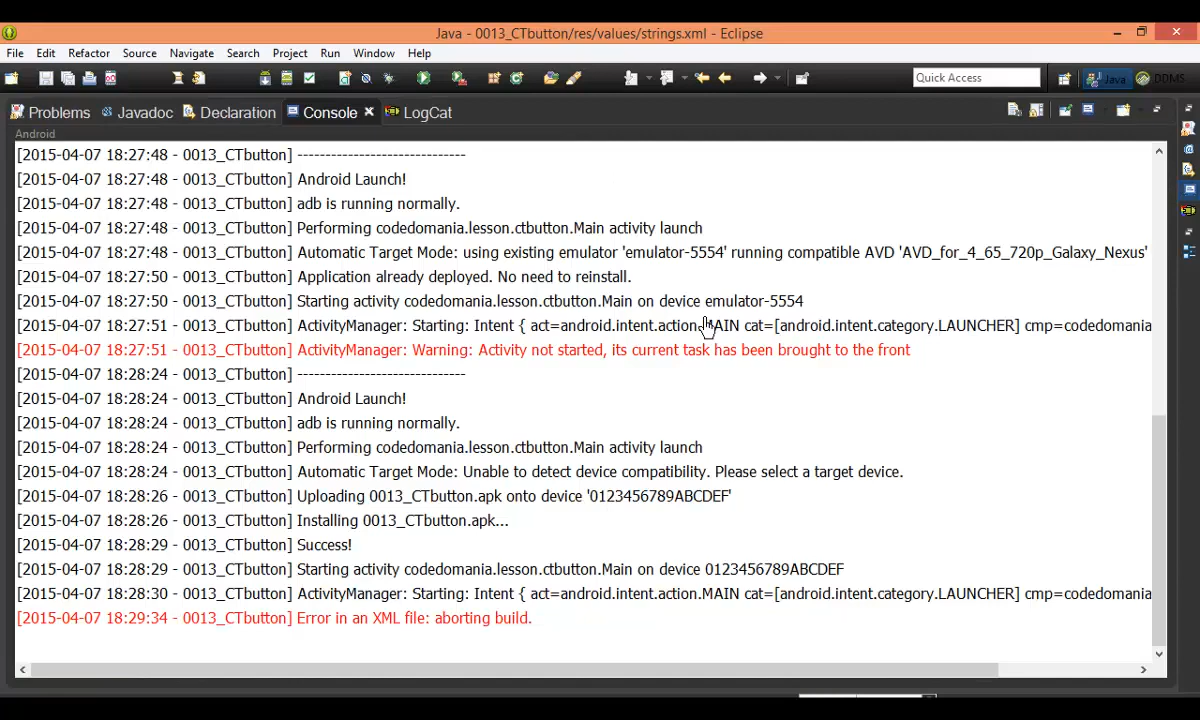 Java - 0013_CTbutton/res/values/strings.xml - Eclipse
File Edit Refactor Source Navigate Search Project Run Window Help
Quick Access Java DDMS
Problems Javadoc Declaration Console LogCat
Android
[2015-04-07 18:27:48 - 0013_CTbutton] ------------------------------
[2015-04-07 18:27:48 - 0013_CTbutton] Android Launch!
[2015-04-07 18:27:48 - 0013_CTbutton] adb is running normally.
[2015-04-07 18:27:48 - 0013_CTbutton] Performing codedomania.lesson.ctbutton.Main activity launch
[2015-04-07 18:27:48 - 0013_CTbutton] Automatic Target Mode: using existing emulator 'emulator-5554' running compatible AVD 'AVD_for_4_65_720p_Galaxy_Nexus'
[2015-04-07 18:27:50 - 0013_CTbutton] Application already deployed. No need to reinstall.
[2015-04-07 18:27:50 - 0013_CTbutton] Starting activity codedomania.lesson.ctbutton.Main on device emulator-5554
[2015-04-07 18:27:51 - 0013_CTbutton] ActivityManager: Starting: Intent { act=android.intent.action.MAIN cat=[android.intent.category.LAUNCHER] cmp=codedomania
[2015-04-07 18:27:51 - 0013_CTbutton] ActivityManager: Warning: Activity not started, its current task has been brought to the front
[2015-04-07 18:28:24 - 0013_CTbutton] ------------------------------
[2015-04-07 18:28:24 - 0013_CTbutton] Android Launch!
[2015-04-07 18:28:24 - 0013_CTbutton] adb is running normally.
[2015-04-07 18:28:24 - 0013_CTbutton] Performing codedomania.lesson.ctbutton.Main activity launch
[2015-04-07 18:28:24 - 0013_CTbutton] Automatic Target Mode: Unable to detect device compatibility. Please select a target device.
[2015-04-07 18:28:26 - 0013_CTbutton] Uploading 0013_CTbutton.apk onto device '0123456789ABCDEF'
[2015-04-07 18:28:26 - 0013_CTbutton] Installing 0013_CTbutton.apk...
[2015-04-07 18:28:29 - 0013_CTbutton] Success!
[2015-04-07 18:28:29 - 0013_CTbutton] Starting activity codedomania.lesson.ctbutton.Main on device 0123456789ABCDEF
[2015-04-07 18:28:30 - 0013_CTbutton] ActivityManager: Starting: Intent { act=android.intent.action.MAIN cat=[android.intent.category.LAUNCHER] cmp=codedomania
[2015-04-07 18:29:34 - 0013_CTbutton] Error in an XML file: aborting build.